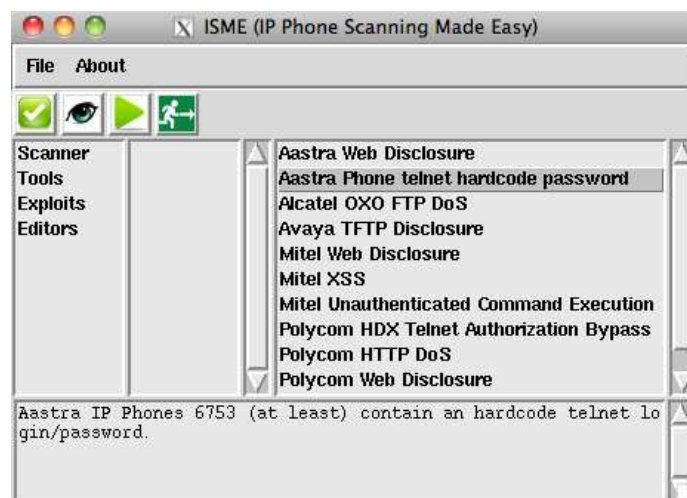 ISME (IP Phone Scanning Made Easy)
File About
Scanner
Tools
Exploits
Editors
Aastra Web Disclosure
Aastra Phone telnet hardcode password
Alcatel OXO FTP DoS
Avaya TFTP Disclosure
Mitel Web Disclosure
Mitel XSS
Mitel Unauthenticated Command Execution
Polycom HDX Telnet Authorization Bypass
Polycom HTTP DoS
Polycom Web Disclosure
Aastra IP Phones 6753 (at least) contain an hardcode telnet lo
gin/password.